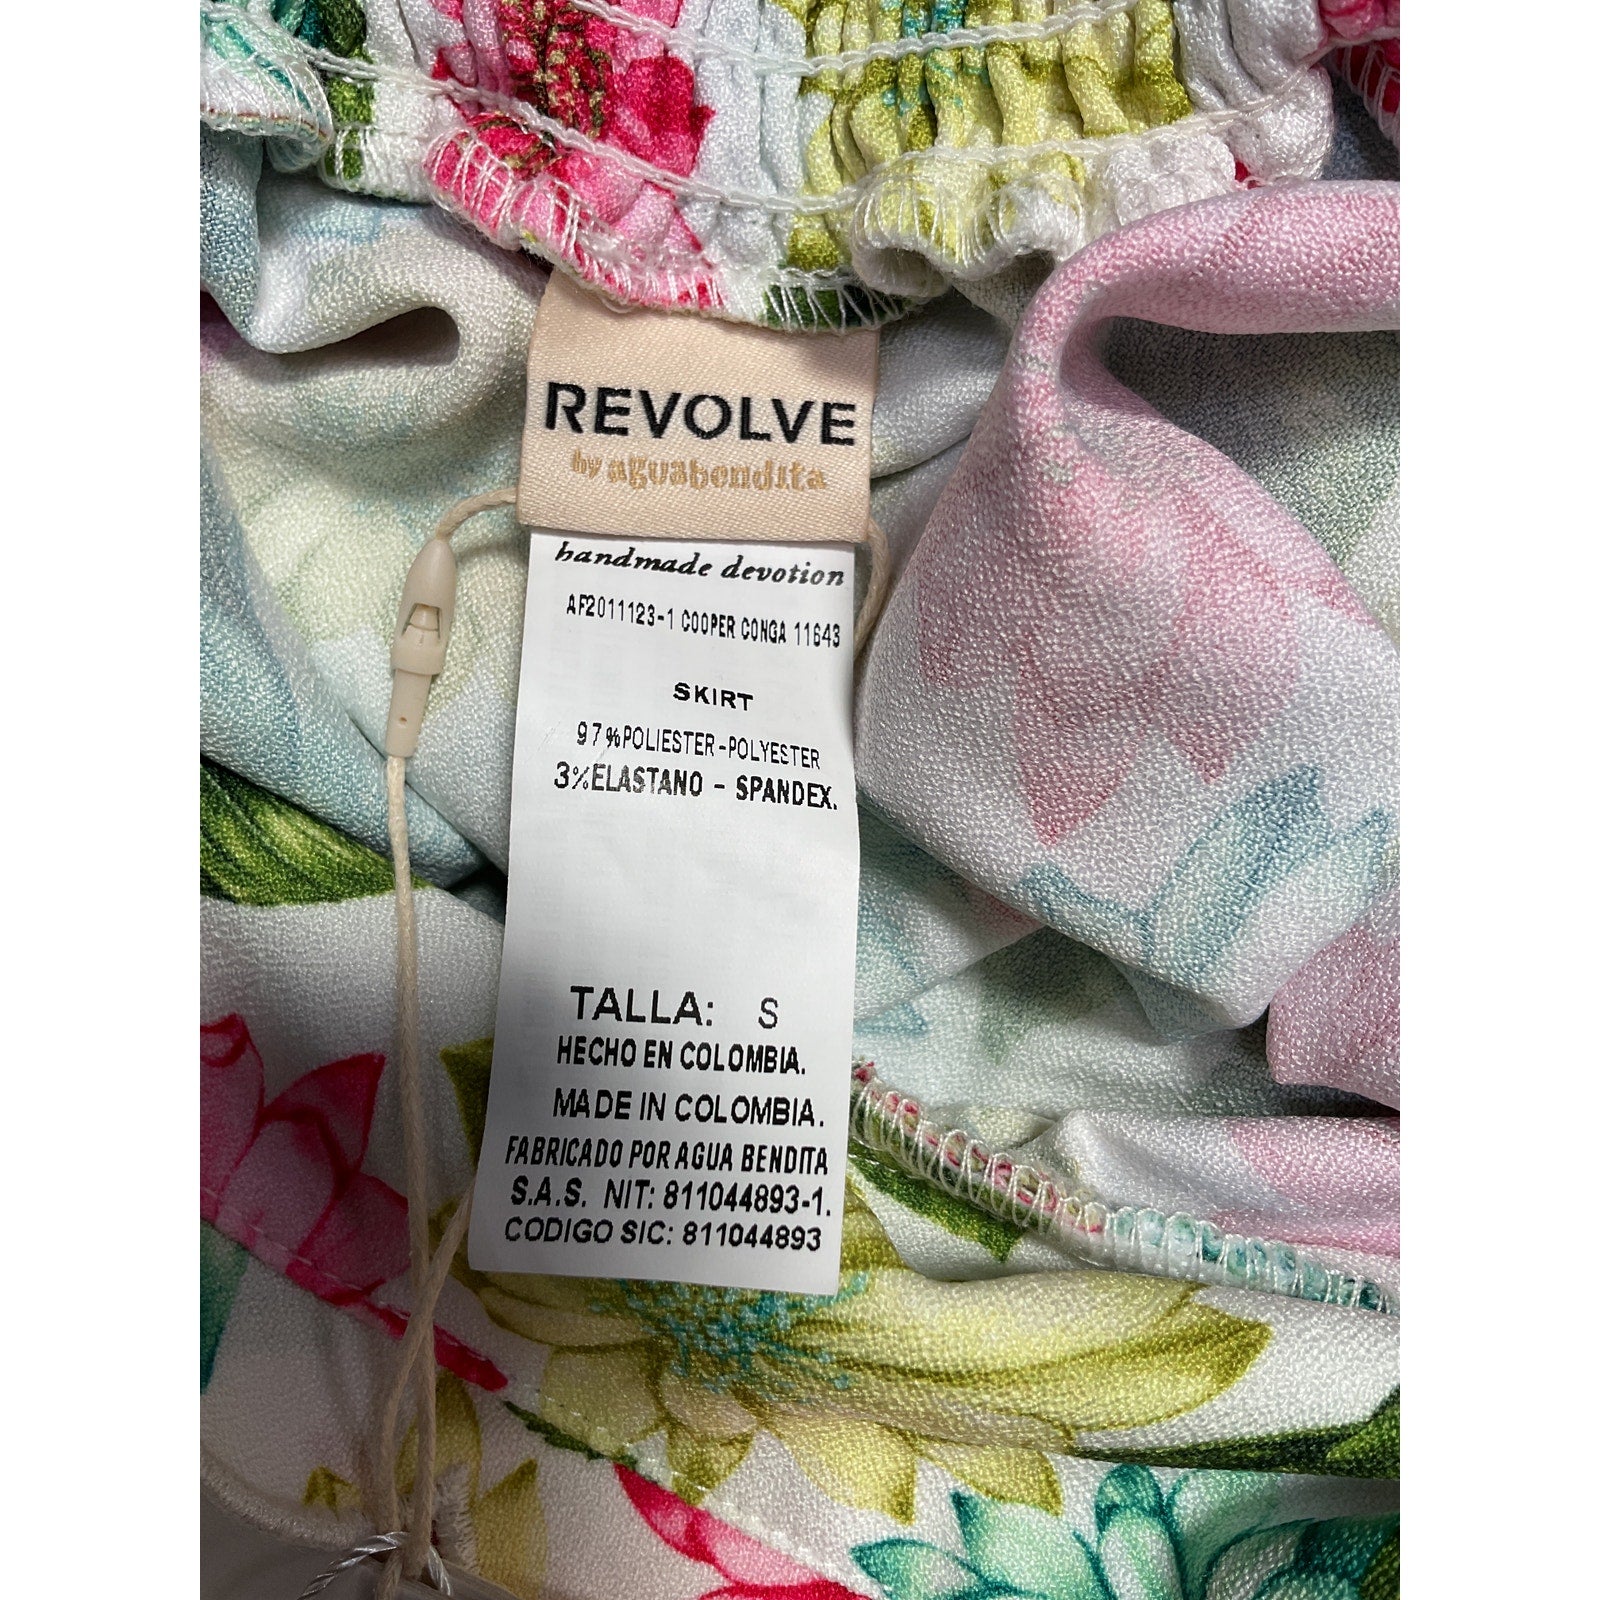 REVOLVE
by aguabendita
handmade devotion
AF2011123-1 COOPER CONGA 11643
SKIRT
97%POLIESTER-POLYESTER
3%ELASTANO - SPANDEX.
TALLA: S
HECHO EN COLOMBIA.
MADE IN COLOMBIA.
FABRICADO POR AGUA BENDITA
S.A.S. NIT: 811044893-1.
CODIGO SIC: 811044893